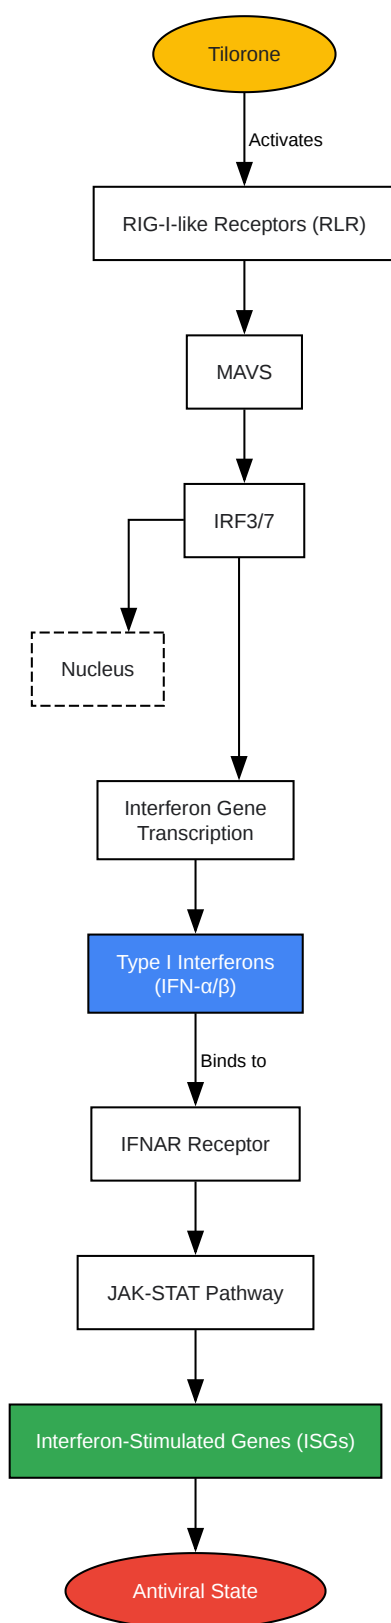 Tilorone
Activates
RIG-I-like Receptors (RLR)
MAVS
IRF3/7
Nucleus
Interferon Gene
Transcription
Type I Interferons
(IFN-α/β)
Binds to
IFNAR Receptor
JAK-STAT Pathway
Interferon-Stimulated Genes (ISGs)
Antiviral State